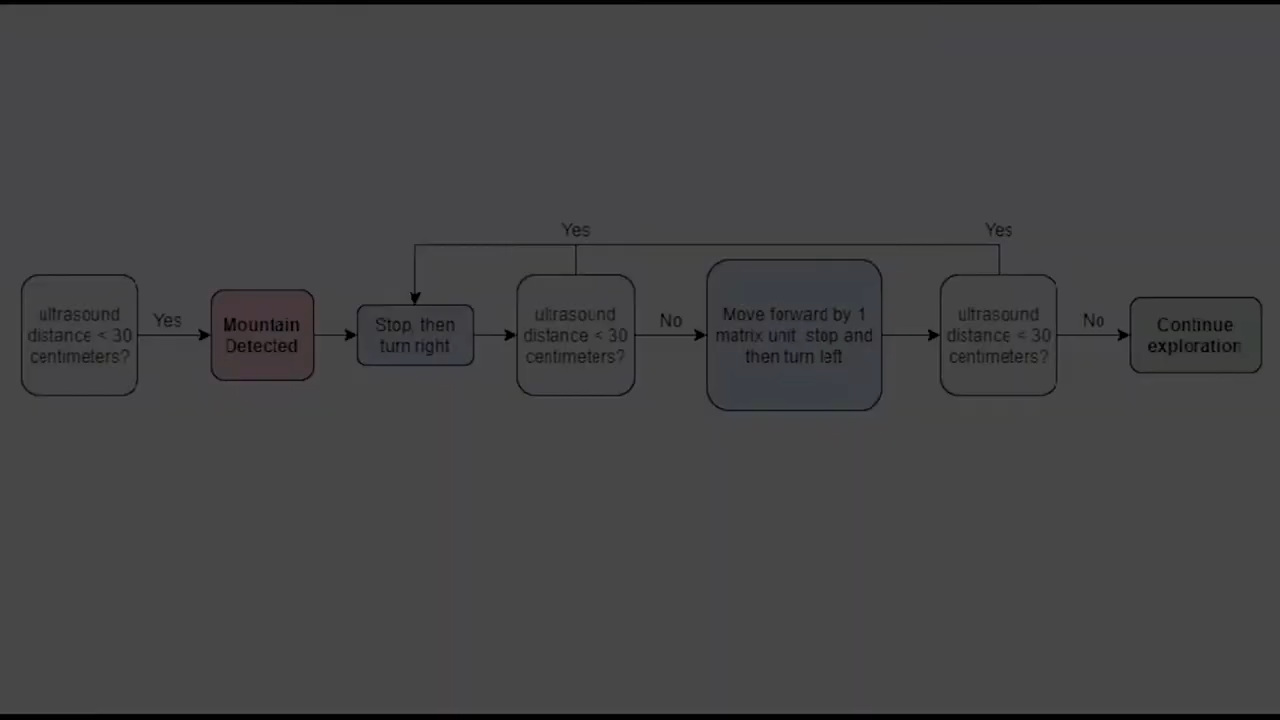 Yes
Yes
ultrasound
distance < 30
centimeters?
Yes
Mountain
Detected
Stop, then
turn right
ultrasound
distance < 30
centimeters?
No
Move forward by 1
matrix unit, stop and
then turn left
ultrasound
distance < 30
centimeters?
No
Continue
exploration